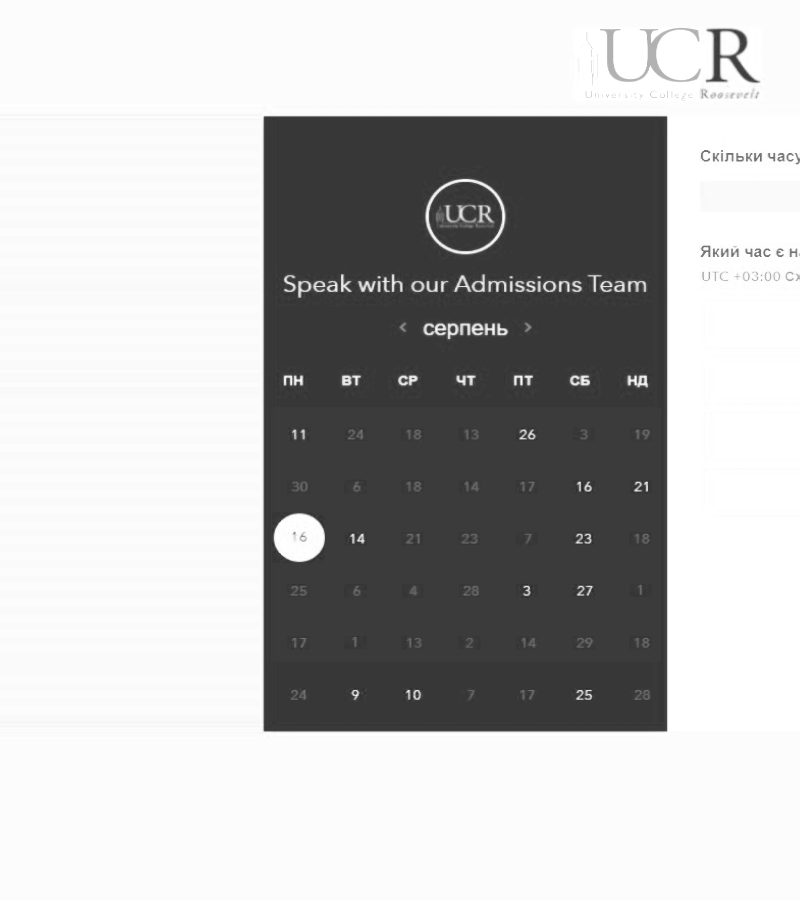 UCR
University College Roosevelt
Скільки часу
UCR
Speak with our Admissions Team
Який час є
UTC +03:00
< серпень >
ПН ВТ СР ЧТ ПТ СБ НД
11 24 18 13 26 3 19
30 6 18 14 17 16 21
16 14 21 23 7 23 18
25 6 4 28 3 27 1
17 1 13 2 14 29 18
24 9 10 7 17 25 28